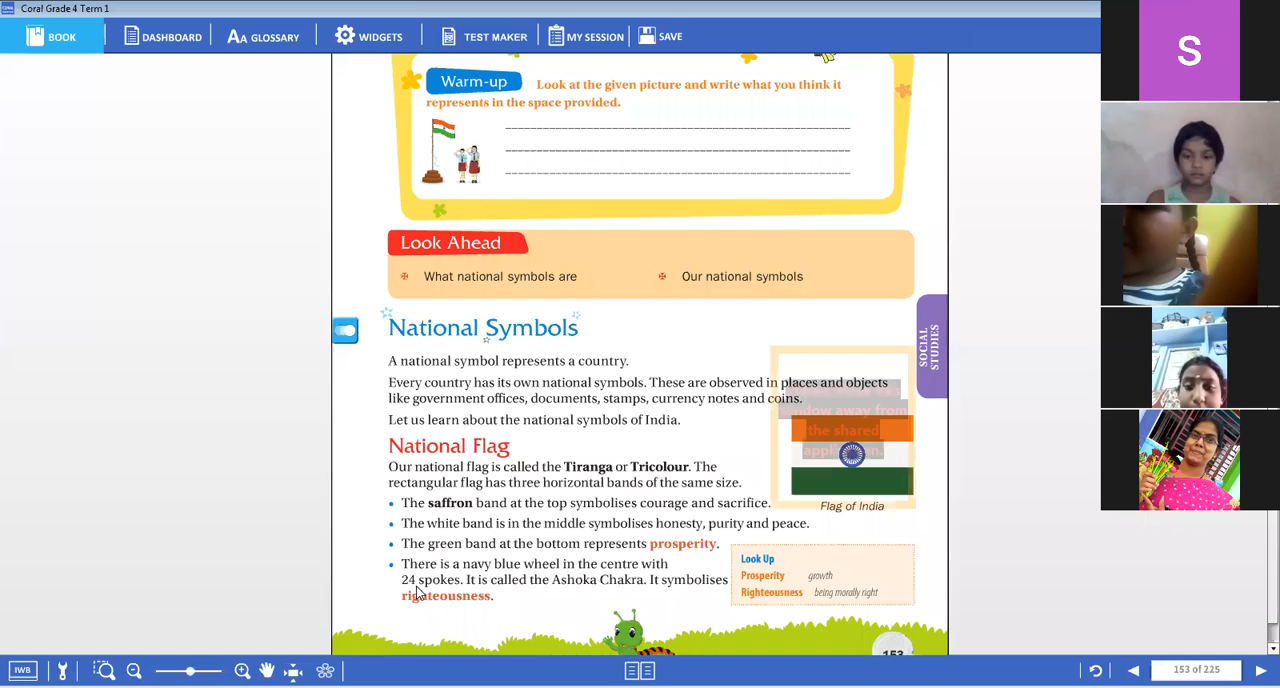 Coral Grade 4 Term 1
BOOK
DASHBOARD
AA GLOSSARY
WIDGETS
TEST MAKER
MY SESSION
SAVE
S
Warm-up Look at the given picture and write what you think it
represents in the space provided.
Look Ahead
What national symbols are
Our national symbols
SOCIAL
STUDIES
National Symbols
A national symbol represents a country.
Every country has its own national symbols. These are observed in places and objects
like government offices, documents, stamps, currency notes and coins.
Let us learn about the national symbols of India.
National Flag
Our national flag is called the Tiranga or Tricolour. The
rectangular flag has three horizontal bands of the same size.
• The saffron band at the top symbolises courage and sacrifice.
• The white band is in the middle symbolises honesty, purity and peace.
• The green band at the bottom represents prosperity.
• There is a navy blue wheel in the centre with
24 spokes. It is called the Ashoka Chakra. It symbolises
righteousness.
away from
the shared
Flag of India
Look Up
Prosperity growth
Righteousness being morally right
153
IWB
153 of 225